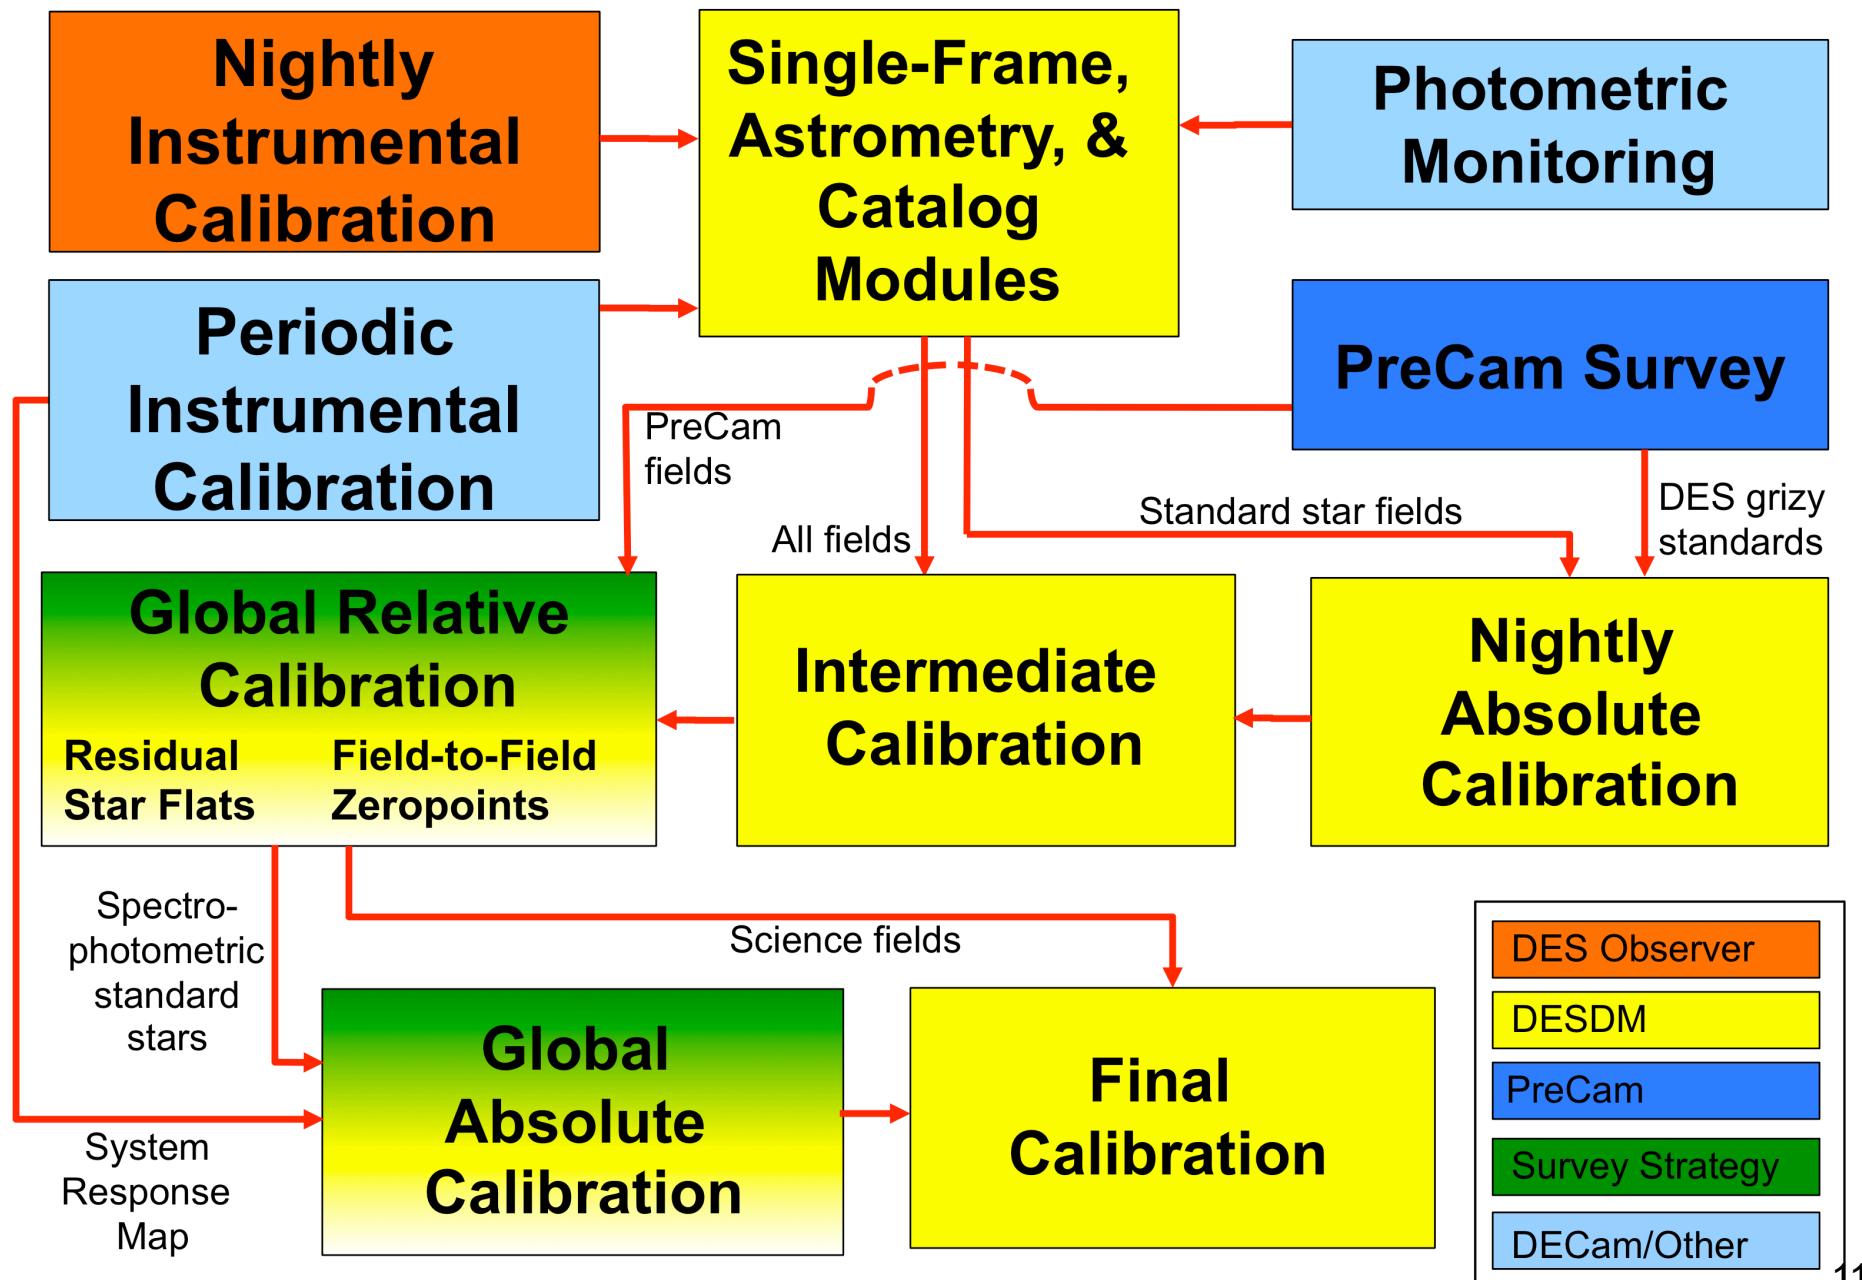 Nightly
Instrumental
Calibration
Single-Frame,
Astrometry, &
Catalog
Modules
Photometric
Monitoring
Periodic
Instrumental
Calibration
PreCam Survey
PreCam
fields
All fields
Standard star fields
DES grizy
standards
Global Relative
Calibration
Residual
Star Flats
Field-to-Field
Zeropoints
Intermediate
Calibration
Nightly
Absolute
Calibration
Spectro-
photometric
standard
stars
Science fields
System
Response
Map
Global
Absolute
Calibration
Final
Calibration
DES Observer
DESDM
PreCam
Survey Strategy
DECam/Other
11